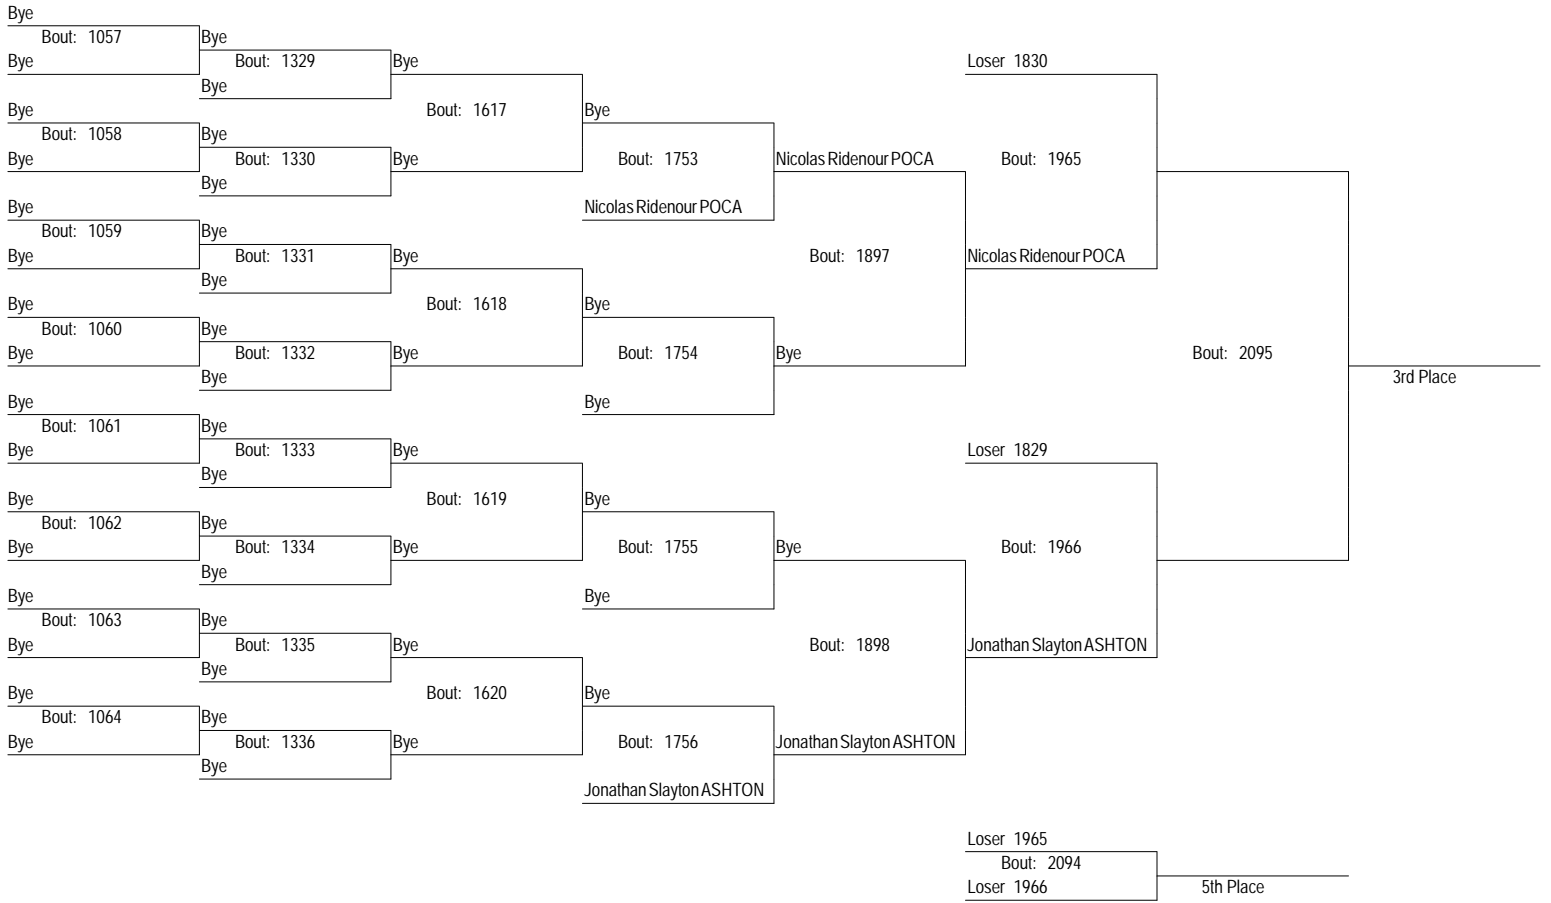 Bye
Bout: 1057
Bye
Bye
Bout: 1329
Bye
Bye
Loser 1830
Bye
Bout: 1058
Bye
Bye
Bout: 1330
Bye
Bye
Bout: 1617
Bye
Bout: 1753
Nicolas Ridenour POCA
Nicolas Ridenour POCA
Bout: 1965
Bye
Bout: 1059
Bye
Bye
Bout: 1331
Bye
Bye
Bout: 1897
Nicolas Ridenour POCA
Bye
Bout: 1060
Bye
Bye
Bout: 1332
Bye
Bye
Bout: 1618
Bye
Bout: 1754
Bye
Bye
Bout: 2095
3rd Place
Bye
Bout: 1061
Bye
Bye
Bout: 1333
Bye
Bye
Loser 1829
Bye
Bout: 1062
Bye
Bye
Bout: 1334
Bye
Bye
Bout: 1619
Bye
Bout: 1755
Bye
Bye
Bout: 1966
Bye
Bout: 1063
Bye
Bye
Bout: 1335
Bye
Bye
Bout: 1898
Jonathan Slayton ASHTON
Bye
Bout: 1064
Bye
Bye
Bout: 1336
Bye
Bye
Bout: 1620
Bye
Bout: 1756
Jonathan Slayton ASHTON
Jonathan Slayton ASHTON
Loser 1965
Bout: 2094
Loser 1966
5th Place